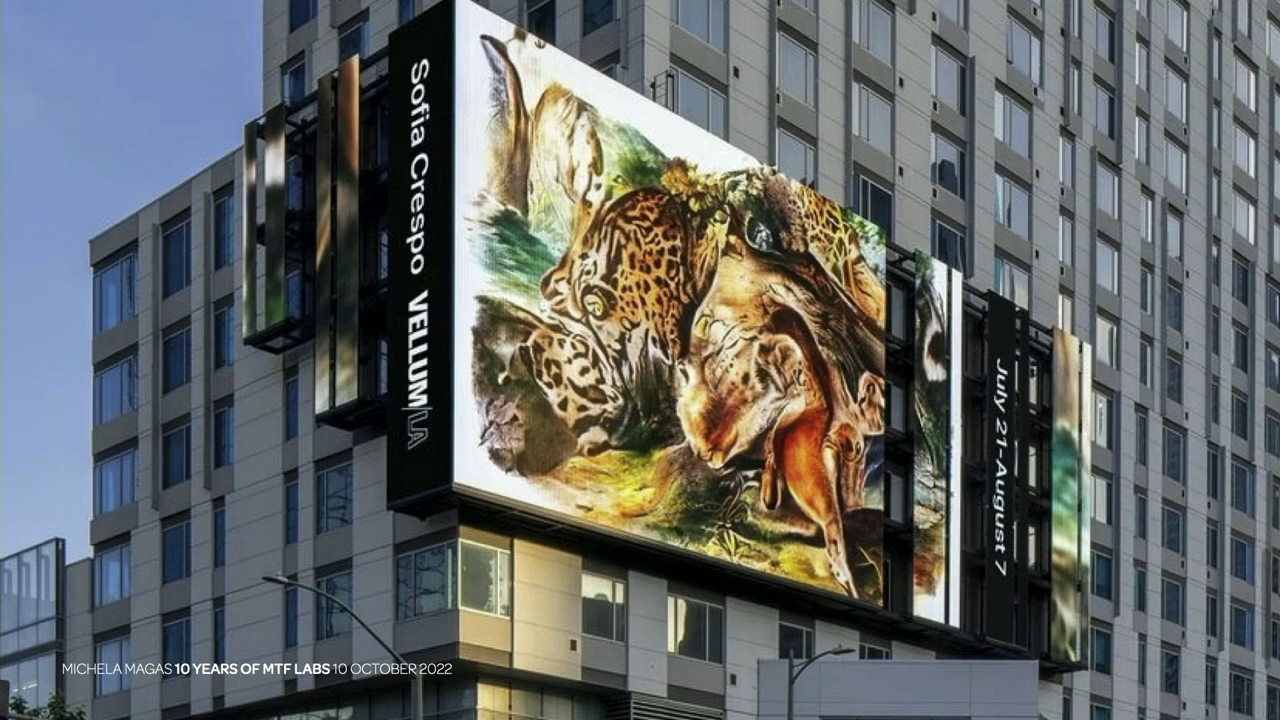 Sofia Crespo VELLUM/LA
July 21-August 7
MICHELA MAGAS 10 YEARS OF MTF LABS 10 OCTOBER 2022